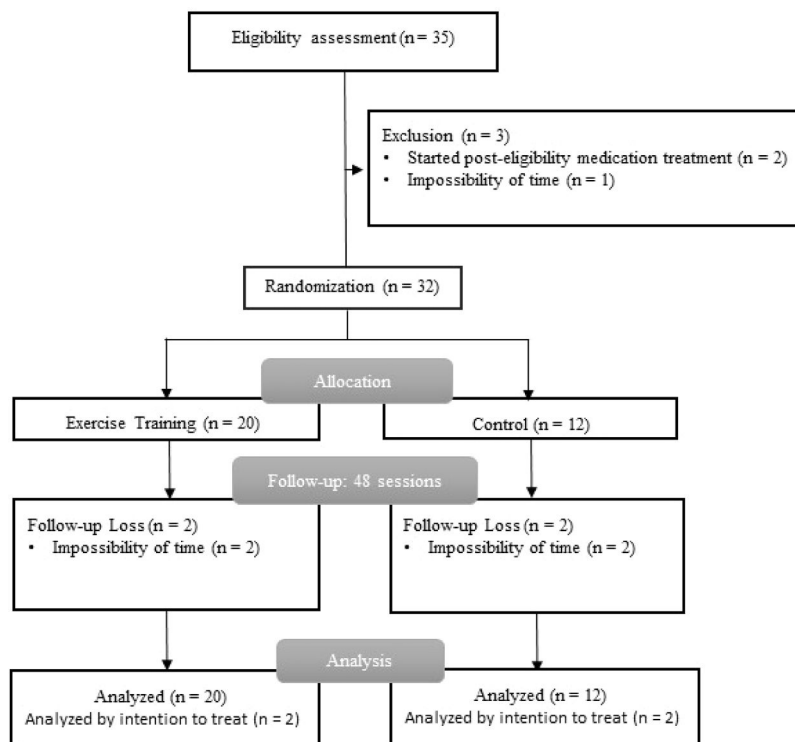 Eligibility assessment (n = 35)
Exclusion (n = 3)
• Started post-eligibility medication treatment (n = 2)
• Impossibility of time (n = 1)
Randomization (n = 32)
Allocation
Exercise Training (n = 20)
Control (n = 12)
Follow-up: 48 sessions
Follow-up Loss (n = 2)
• Impossibility of time (n = 2)
Follow-up Loss (n = 2)
• Impossibility of time (n = 2)
Analysis
Analyzed (n = 20)
Analyzed by intention to treat (n = 2)
Analyzed (n = 12)
Analyzed by intention to treat (n = 2)